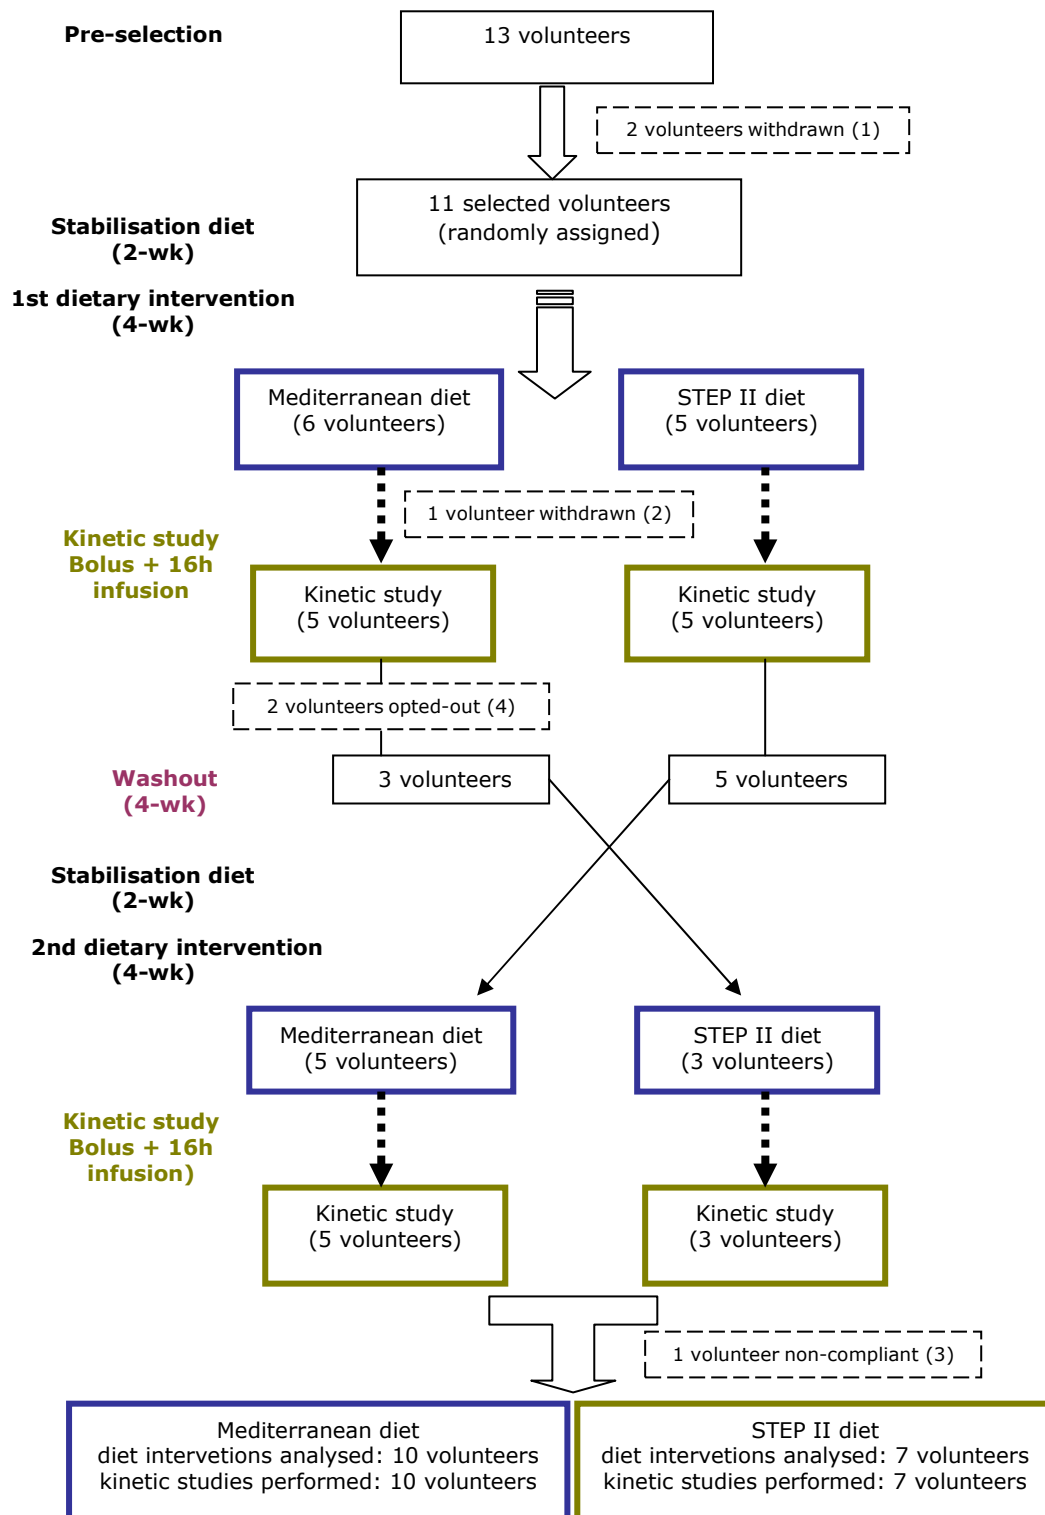 Pre-selection
13 volunteers
2 volunteers withdrawn (1)
11 selected volunteers
(randomly assigned)
Stabilisation diet
(2-wk)
1st dietary intervention
(4-wk)
Mediterranean diet
(6 volunteers)
STEP II diet
(5 volunteers)
1 volunteer withdrawn (2)
Kinetic study
Bolus + 16h
infusion
Kinetic study
(5 volunteers)
Kinetic study
(5 volunteers)
2 volunteers opted-out (4)
Washout
(4-wk)
3 volunteers
5 volunteers
Stabilisation diet
(2-wk)
2nd dietary intervention
(4-wk)
Mediterranean diet
(5 volunteers)
STEP II diet
(3 volunteers)
Kinetic study
Bolus + 16h
infusion)
Kinetic study
(5 volunteers)
Kinetic study
(3 volunteers)
1 volunteer non-compliant (3)
Mediterranean diet
diet intervetions analysed: 10 volunteers
kinetic studies performed: 10 volunteers
STEP II diet
diet intervetions analysed: 7 volunteers
kinetic studies performed: 7 volunteers